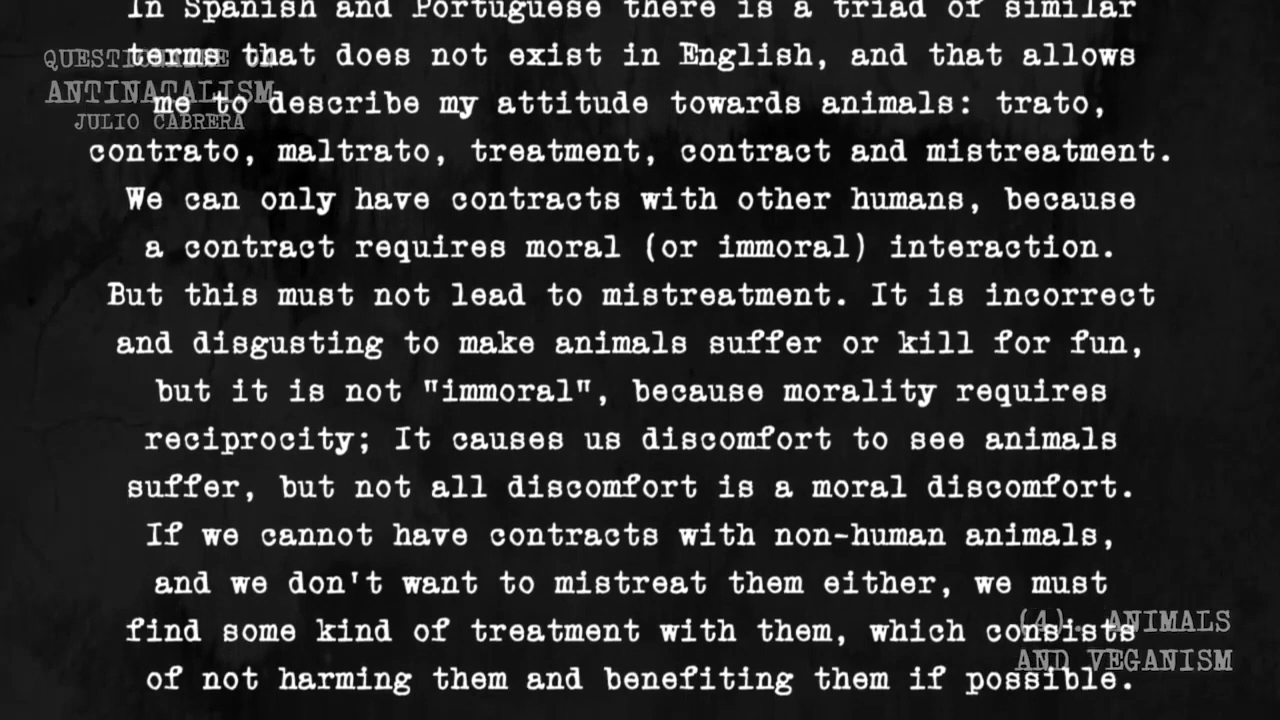 In Spanish and Portuguese there is a triad of similar
terms that does not exist in English, and that allows
me to describe my attitude towards animals: trato,
contrato, maltrato, treatment, contract and mistreatment.
We can only have contracts with other humans, because
a contract requires moral (or immoral) interaction.
But this must not lead to mistreatment. It is incorrect
and disgusting to make animals suffer or kill for fun,
but it is not "immoral", because morality requires
reciprocity; It causes us discomfort to see animals
suffer, but not all discomfort is a moral discomfort.
If we cannot have contracts with non-human animals,
and we don't want to mistreat them either, we must
find some kind of treatment with them, which consists
of not harming them and benefiting them if possible.
QUESTIONNAIRE
ANTINATALISM
JULIO CABRERA
(4). ANIMALS
AND VEGANISM